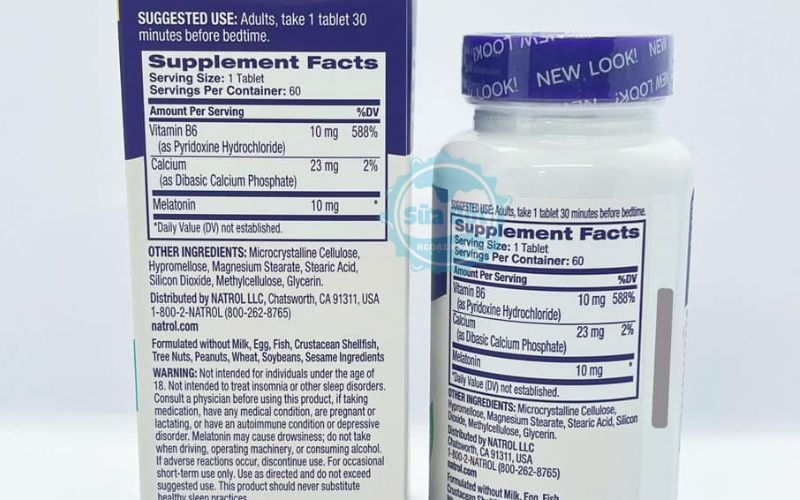 SUGGESTED USE: Adults, take 1 tablet 30
minutes before bedtime.
Supplement Facts
Serving Size: 1 Tablet
Servings Per Container: 60
Amount Per Serving %DV
Vitamin B6 10 mg 588%
(as Pyridoxine Hydrochloride)
Calcium 23 mg 2%
(as Dibasic Calcium Phosphate)
Melatonin 10 mg *
*Daily Value (DV) not established.
OTHER INGREDIENTS: Microcrystalline Cellulose,
Hypromellose, Magnesium Stearate, Stearic Acid,
Silicon Dioxide, Methylcellulose, Glycerin.
Distributed by NATROL LLC, Chatsworth, CA 91311, USA
1-800-2-NATROL (800-262-8765)
natrol.com
Formulated without Milk, Egg, Fish, Crustacean Shellfish,
Tree Nuts, Peanuts, Wheat, Soybeans, Sesame Ingredients
WARNING: Not intended for individuals under the age of
18. Not intended to treat insomnia or other sleep disorders.
Consult a physician before using this product, if taking
medication, have any medical condition, are pregnant or
lactating, or have an autoimmune condition or depressive
disorder. Melatonin may cause drowsiness; do not take
when driving, operating machinery, or consuming alcohol.
If adverse reactions occur, discontinue use. For occasional
short-term use only. Use as directed and do not exceed
suggested use. This product should never substitute
healthy sleep practices
Sữa
NEW LOOK! NEW
LOOK! NEW LOOK! NEW
NEW LOOK!
SUGGESTED USE: Adults, take 1 tablet 30 minutes before bedtime.
Supplement Facts
Serving Size: 1 Tablet
Servings Per Container: 60
Amount Per Serving %DV
Vitamin B6 10 mg 588%
(as Pyridoxine Hydrochloride)
Calcium 23 mg 2%
(as Dibasic Calcium Phosphate)
Melatonin 10 mg *
*Daily Value (DV) not established.
OTHER INGREDIENTS: Microcrystalline Cellulose,
Hypromellose, Magnesium Stearate, Stearic Acid, Silicon
Dioxide, Methylcellulose, Glycerin.
Distributed by NATROL LLC
Chatsworth, CA 91311, USA
1-800-2-NATROL (800-262-8765)
natrol.com
Formulated without Milk, Egg, Fish,
Crustacean Shellfish